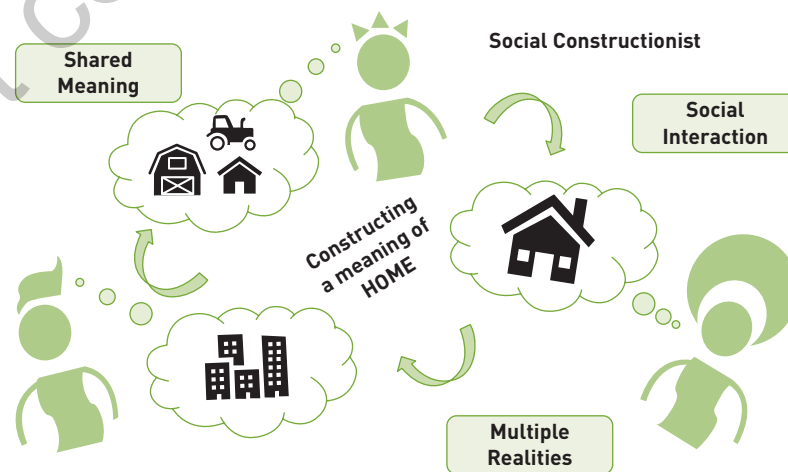 Social Constructionist
Shared
Meaning
Social
Interaction
Constructing
a meaning of
HOME
Multiple
Realities